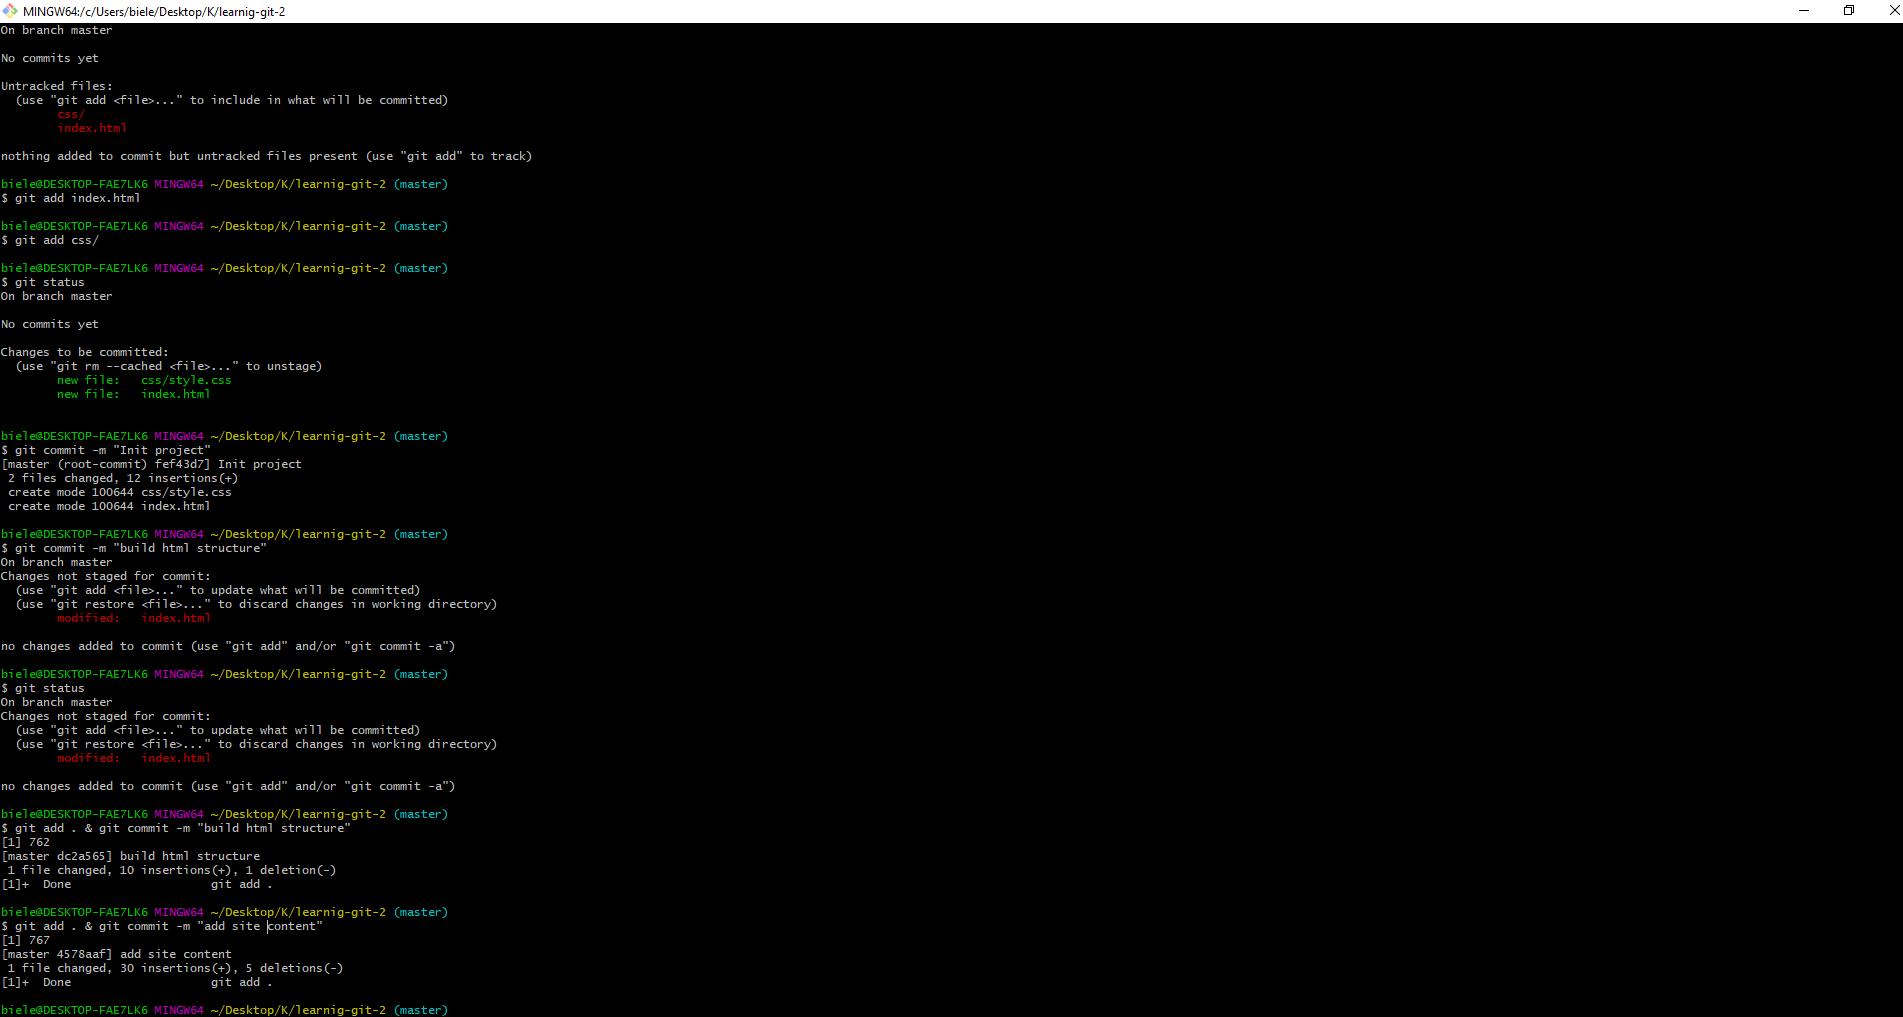 MINGW64:/c/Users/biele/Desktop/K/learnig-git-2
On branch master
No commits yet
Untracked files:
  (use "git add <file>..." to include in what will be committed)
        css/
        index.html
nothing added to commit but untracked files present (use "git add" to track)
biele@DESKTOP-FAE7LK6 MINGW64 ~/Desktop/K/learnig-git-2 (master)
$ git add index.html
biele@DESKTOP-FAE7LK6 MINGW64 ~/Desktop/K/learnig-git-2 (master)
$ git add css/
biele@DESKTOP-FAE7LK6 MINGW64 ~/Desktop/K/learnig-git-2 (master)
$ git status
On branch master
No commits yet
Changes to be committed:
  (use "git rm --cached <file>..." to unstage)
        new file:   css/style.css
        new file:   index.html
biele@DESKTOP-FAE7LK6 MINGW64 ~/Desktop/K/learnig-git-2 (master)
$ git commit -m "Init project"
[master (root-commit) fef43d7] Init project
 2 files changed, 12 insertions(+)
 create mode 100644 css/style.css
 create mode 100644 index.html
biele@DESKTOP-FAE7LK6 MINGW64 ~/Desktop/K/learnig-git-2 (master)
$ git commit -m "build html structure"
On branch master
Changes not staged for commit:
  (use "git add <file>..." to update what will be committed)
  (use "git restore <file>..." to discard changes in working directory)
        modified:   index.html
no changes added to commit (use "git add" and/or "git commit -a")
biele@DESKTOP-FAE7LK6 MINGW64 ~/Desktop/K/learnig-git-2 (master)
$ git status
On branch master
Changes not staged for commit:
  (use "git add <file>..." to update what will be committed)
  (use "git restore <file>..." to discard changes in working directory)
        modified:   index.html
no changes added to commit (use "git add" and/or "git commit -a")
biele@DESKTOP-FAE7LK6 MINGW64 ~/Desktop/K/learnig-git-2 (master)
$ git add . & git commit -m "build html structure"
[1] 762
[master dc2a565] build html structure
 1 file changed, 10 insertions(+), 1 deletion(-)
[1]+  Done                    git add .
biele@DESKTOP-FAE7LK6 MINGW64 ~/Desktop/K/learnig-git-2 (master)
$ git add . & git commit -m "add site content"
[1] 767
[master 4578aaf] add site content
 1 file changed, 30 insertions(+), 5 deletions(-)
[1]+  Done                    git add .
biele@DESKTOP-FAE7LK6 MINGW64 ~/Desktop/K/learnig-git-2 (master)